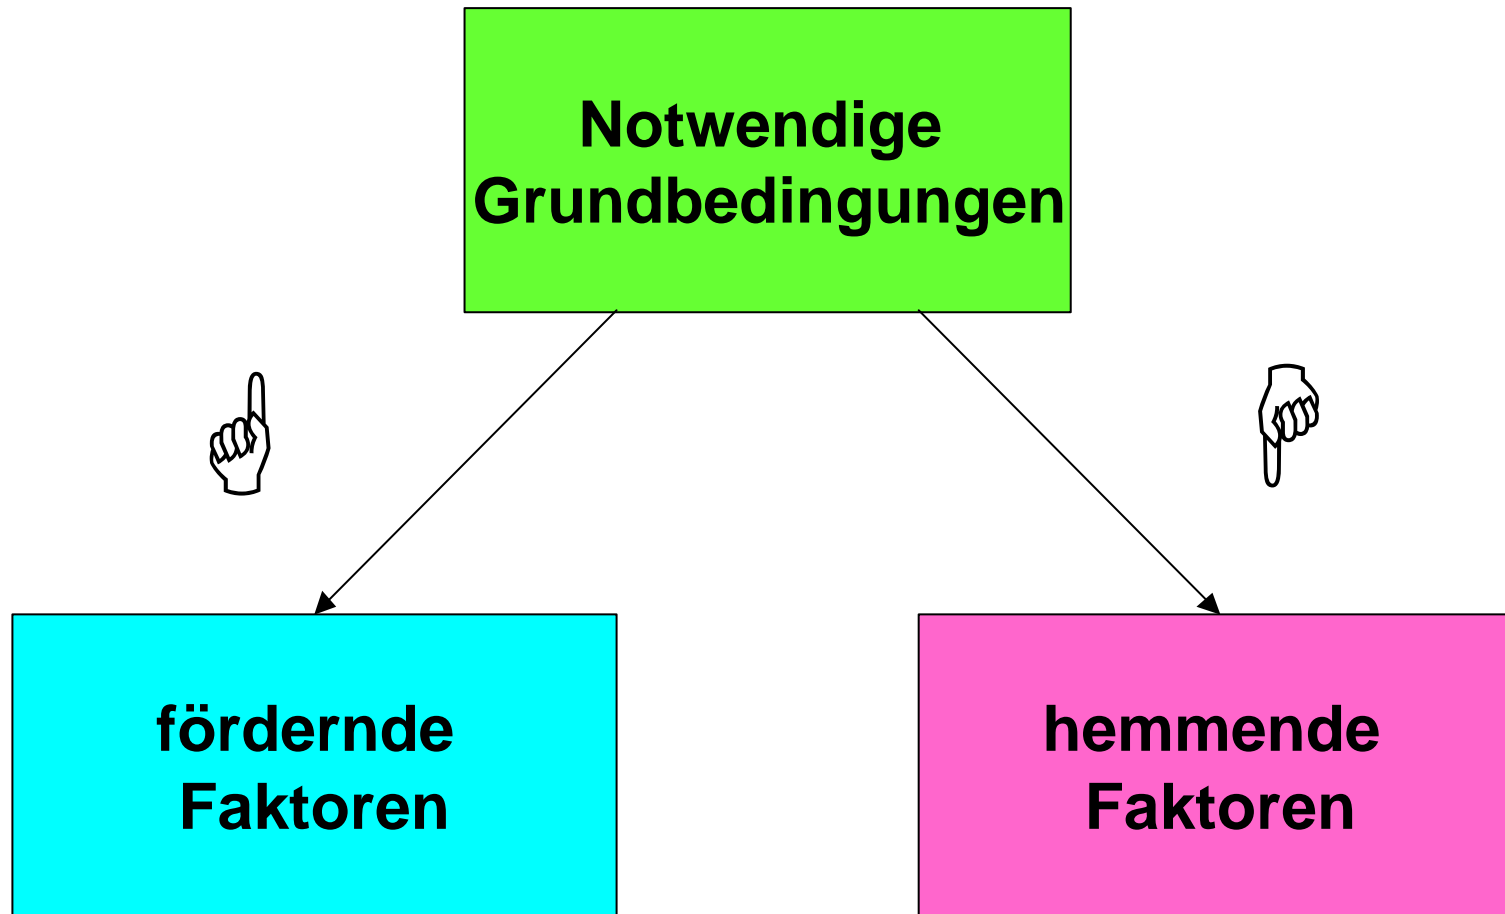 Notwendige
Grundbedingungen
fördernde
Faktoren
hemmende
Faktoren